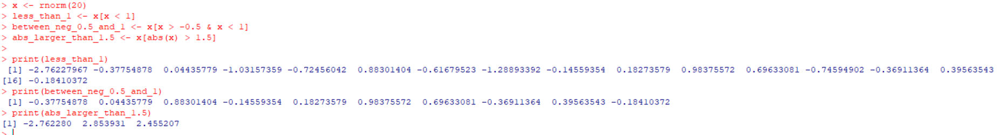 > x <- rnorm(20)
> less_than_1 <- x[x < 1]
> between_neg_0.5_and_1 <- x[x > -0.5 & x < 1]
> abs_larger_than_1.5 <- x[abs(x) > 1.5]
>
> print(less_than_1)
 [1] -2.76227967 -0.37754878  0.04435779 -1.03157359 -0.72456042  0.88301404 -0.61679523 -1.28893392 -0.14559354  0.18273579  0.98375572  0.69633081 -0.74594902 -0.36911364  0.39563543
[16] -0.18410372
> print(between_neg_0.5_and_1)
 [1] -0.37754878  0.04435779  0.88301404 -0.14559354  0.18273579  0.98375572  0.69633081 -0.36911364  0.39563543 -0.18410372
> print(abs_larger_than_1.5)
[1] -2.762280  2.853931  2.455207
>